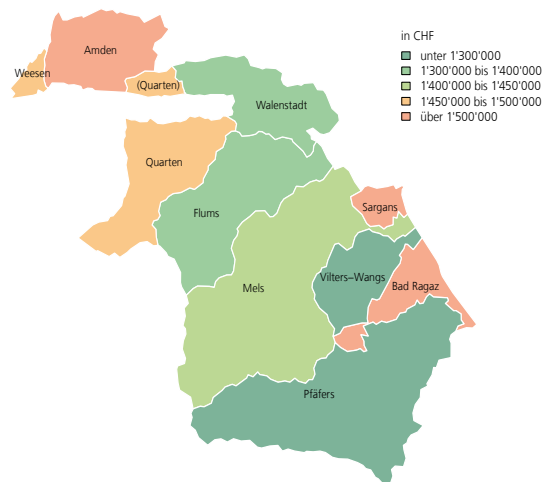 in CHF
unter 1'300'000
1'300'000 bis 1'400'000
1'400'000 bis 1'450'000
1'450'000 bis 1'500'000
über 1'500'000
Amden
Weesen
(Quarten)
Walenstadt
Quarten
Flums
Sargans
Mels
Vilters–Wangs
Bad Ragaz
Pfäfers